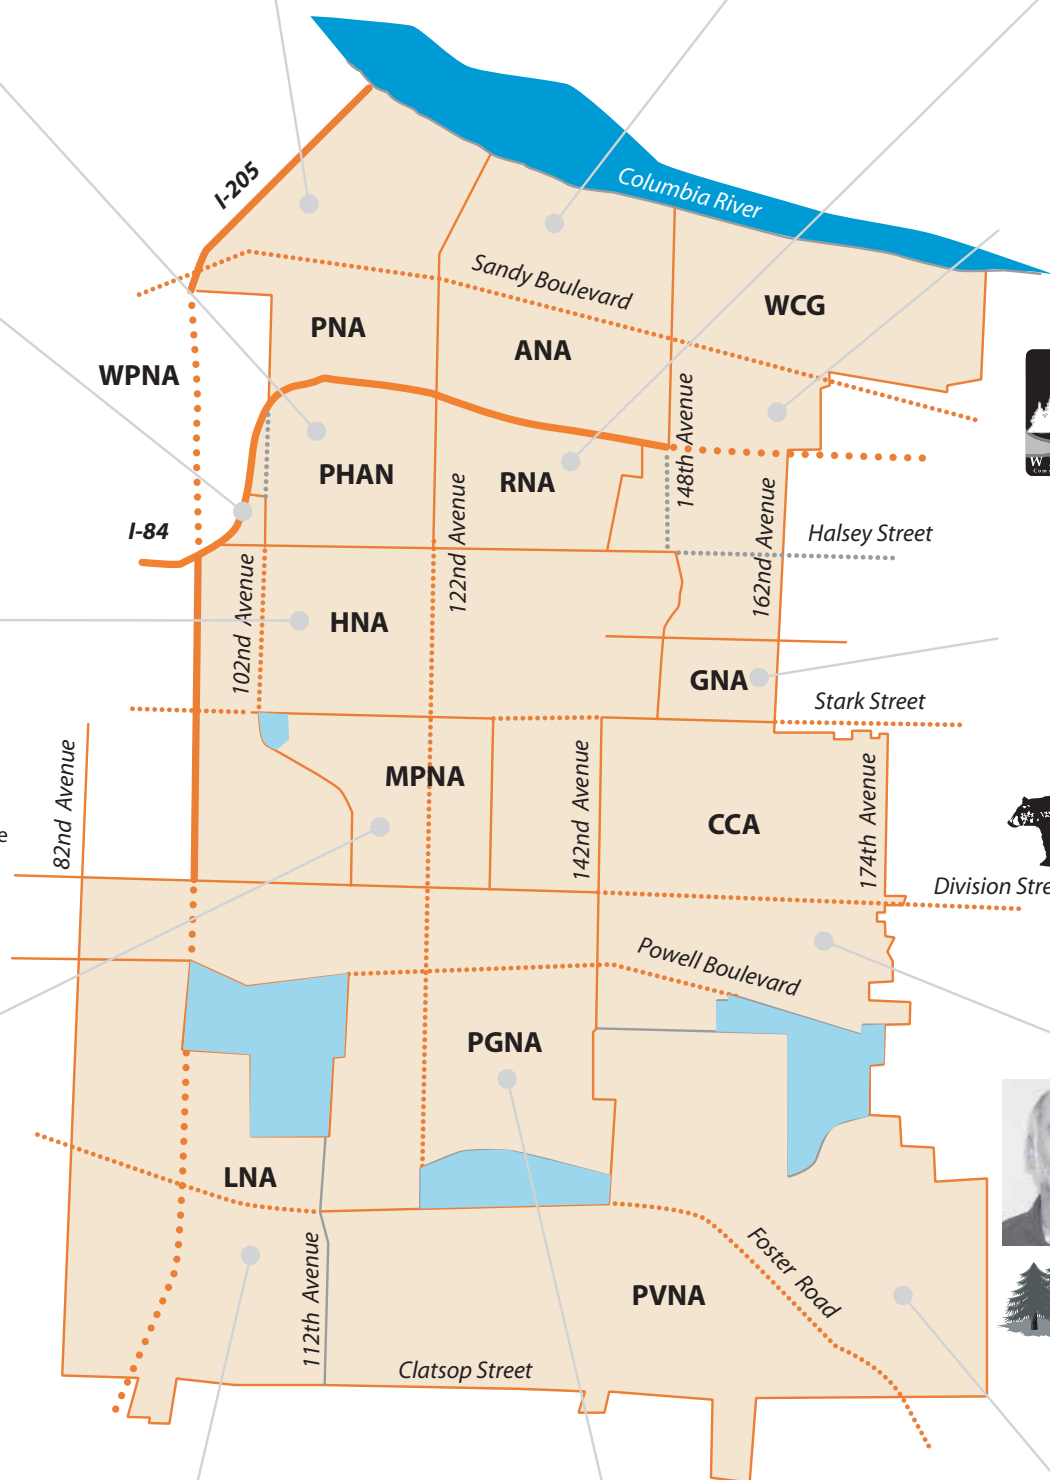 Columbia River
I-205
Sandy Boulevard
WCG
PNA
ANA
WPNA
148th Avenue
PHAN
RNA
122nd Avenue
162nd Avenue
I-84
Halsey Street
102nd Avenue
HNA
GNA
Stark Street
82nd Avenue
MPNA
142nd Avenue
CCA
174th Avenue
Division Stre
Powell Boulevard
PGNA
LNA
112th Avenue
PVNA
Foster Road
Clatsop Street
e
W
Com